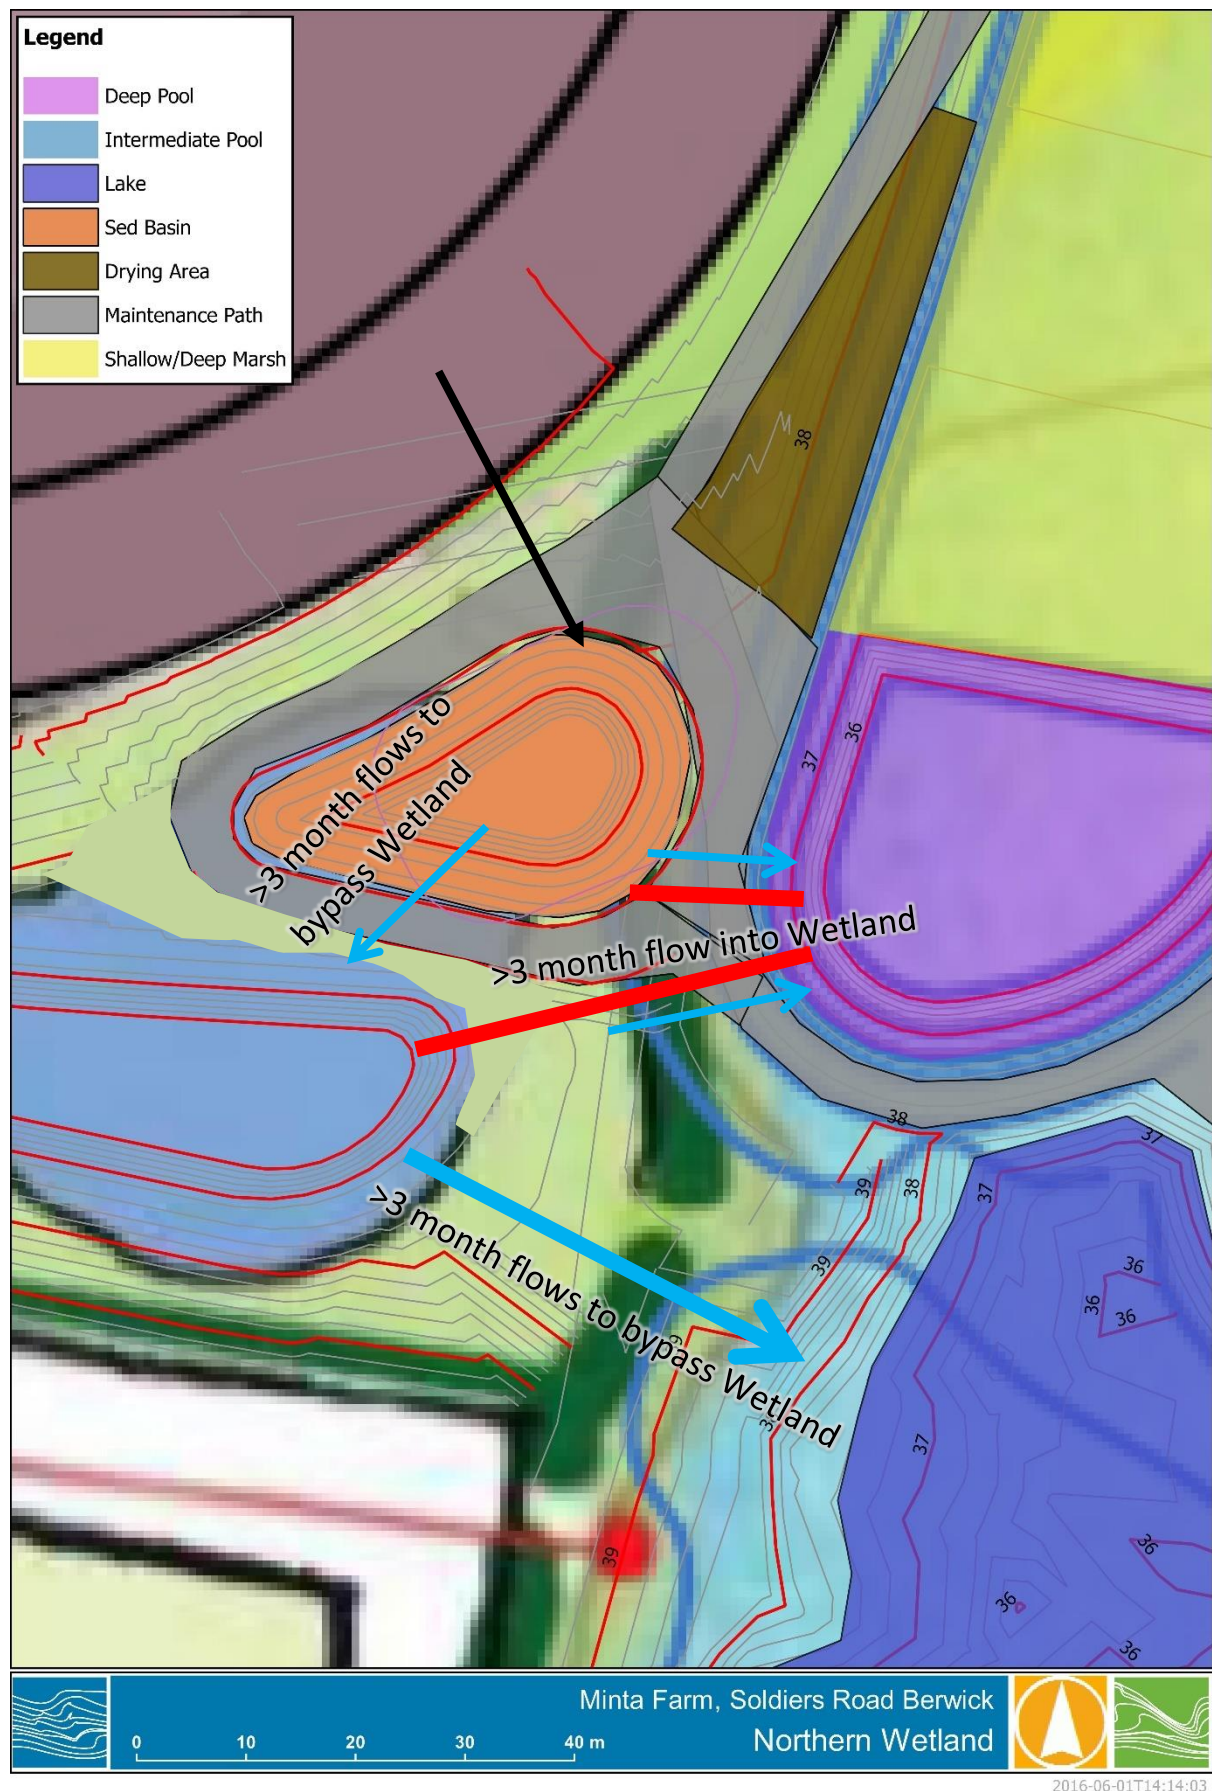 Legend
Deep Pool
Intermediate Pool
Lake
Sed Basin
Drying Area
Maintenance Path
Shallow/Deep Marsh
38
37
36
>3 month flows to
bypass Wetland
>3 month flow into Wetland
38
37
39
38
37
39
36
36
36
>3 month flows to bypass Wetland
37
39
36
36
36
Minta Farm, Soldiers Road Berwick
Northern Wetland
0 10 20 30 40 m
2016-06-01T14:14:03